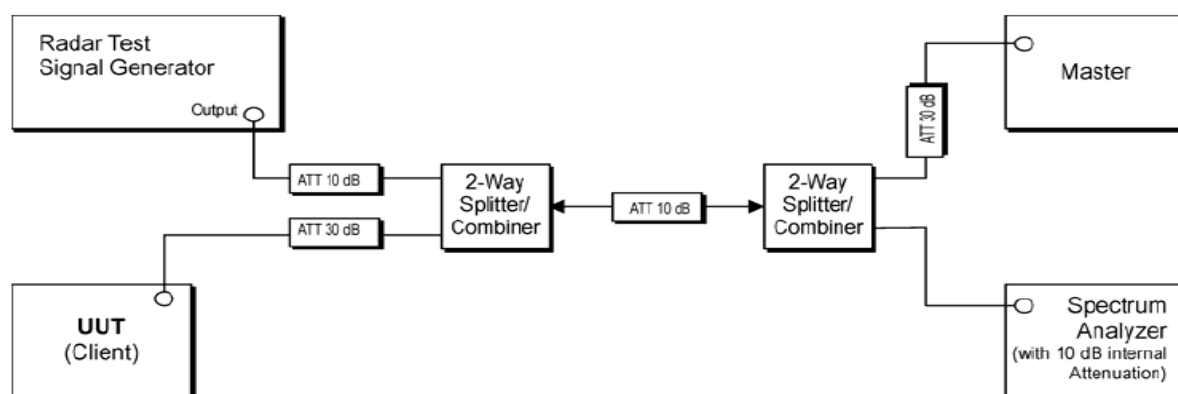 Radar Test
Signal Generator
Output
ATT 10 dB
ATT 30 dB
UUT
(Client)
2-Way
Splitter/
Combiner
ATT 10 dB
2-Way
Splitter/
Combiner
ATT 30 dB
Master
Spectrum
Analyzer
(with 10 dB internal
Attenuation)